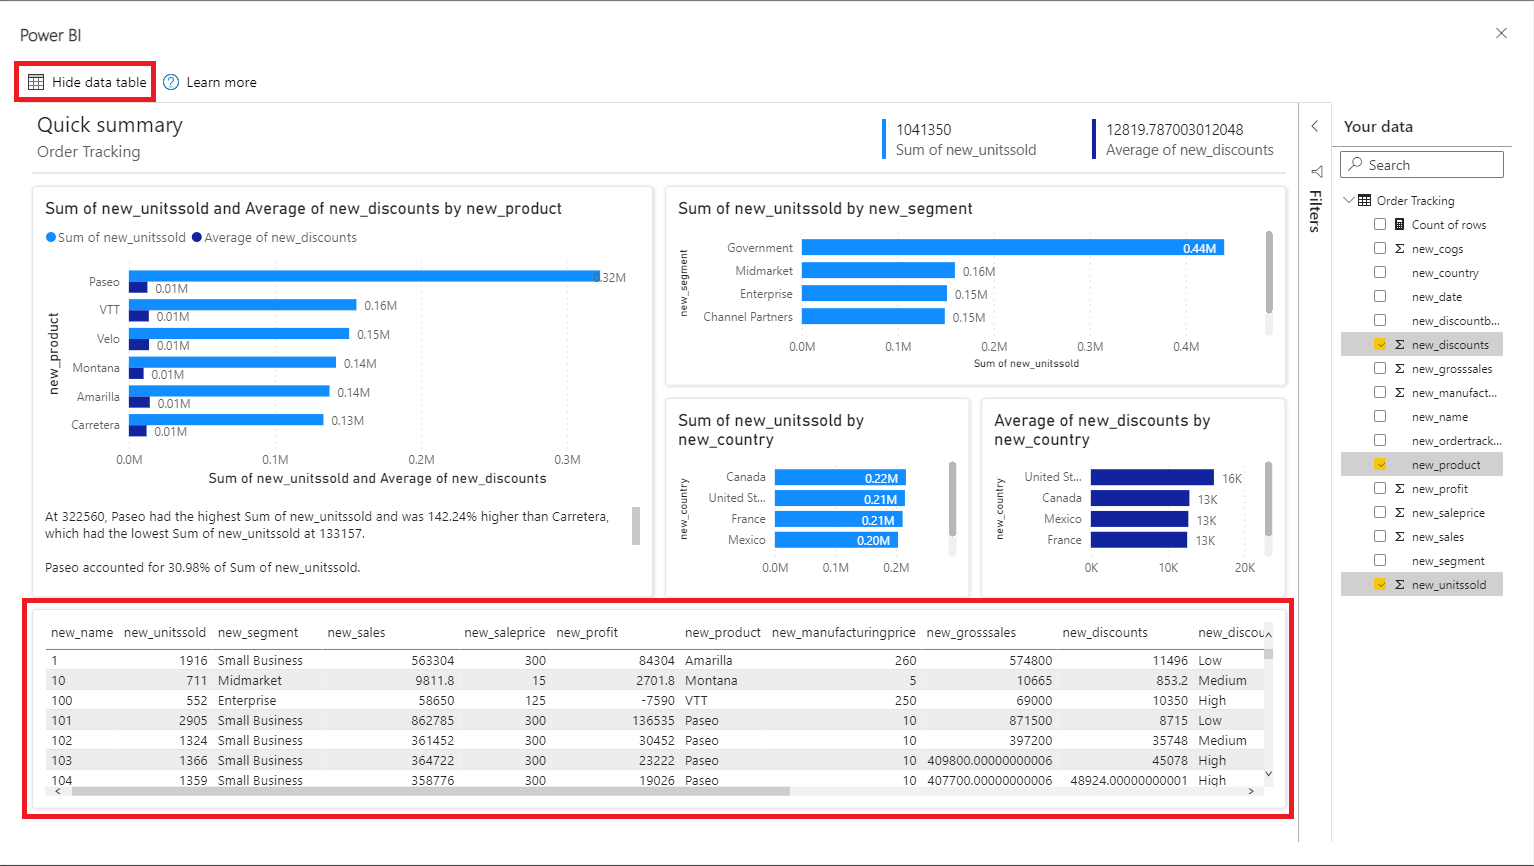 Power BI
Hide data table
Learn more
Quick summary
Order Tracking
1041350
Sum of new_unitssold
12819.787003012048
Average of new_discounts
Sum of new_unitssold and Average of new_discounts by new_product
Sum of new_unitssold Average of new_discounts
new_product
Paseo 0.32M
0.01M
VTT 0.16M
0.01M
Velo 0.15M
0.01M
Montana 0.14M
0.01M
Amarilla 0.14M
0.01M
Carretera 0.13M
0.01M
0.0M 0.1M 0.2M 0.3M
Sum of new_unitssold and Average of new_discounts
At 322560, Paseo had the highest Sum of new_unitssold and was 142.24% higher than Carretera,
which had the lowest Sum of new_unitssold at 133157.
Paseo accounted for 30.98% of Sum of new_unitssold.
Sum of new_unitssold by new_segment
new_segment
Government 0.44M
Midmarket 0.16M
Enterprise 0.15M
Channel Partners 0.15M
0.0M 0.1M 0.2M 0.3M 0.4M
Sum of new_unitssold
Sum of new_unitssold by
new_country
new_country
Canada 0.22M
United St... 0.21M
France 0.21M
Mexico 0.20M
0.0M 0.1M 0.2M
Average of new_discounts by
new_country
new_country
United St... 16K
Canada 13K
Mexico 13K
France 13K
0K 10K 20K
new_name new_unitssold new_segment new_sales new_saleprice new_profit new_product new_manufacturingprice new_grosssales new_discounts new_discou
1 1916 Small Business 563304 300 84304 Amarilla 260 574800 11496 Low
10 711 Midmarket 9811.8 15 2701.8 Montana 5 10665 853.2 Medium
100 552 Enterprise 58650 125 -7590 VTT 250 69000 10350 High
101 2905 Small Business 862785 300 136535 Paseo 10 871500 8715 Low
102 1324 Small Business 361452 300 30452 Paseo 10 397200 35748 Medium
103 1366 Small Business 364722 300 23222 Paseo 10 409800.00000000006 45078 High
104 1359 Small Business 358776 300 19026 Paseo 10 407700.00000000006 48924.00000000001 High
Filters
Your data
Search
Order Tracking
Count of rows
Σ new_cogs
new_country
new_date
new_discountb...
Σ new_discounts
Σ new_grosssales
Σ new_manufact...
new_name
new_ordertrack...
new_product
Σ new_profit
Σ new_saleprice
Σ new_sales
new_segment
Σ new_unitssold